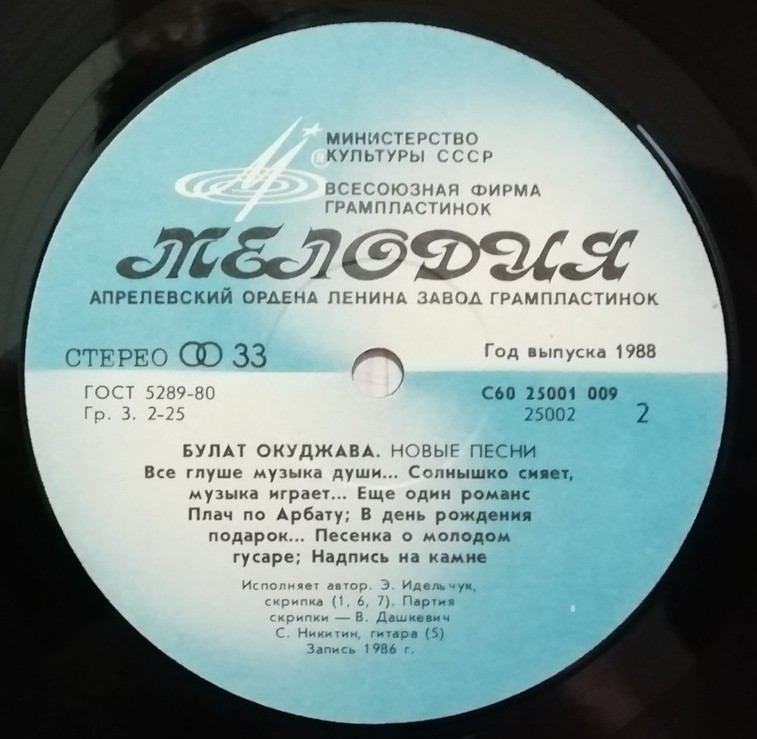 МИНИСТЕРСТВО
®КУЛЬТУРЫ СССР
ВСЕСОЮЗНАЯ ФИРМА
ГРАМПЛАСТИНОК
МЕЛОДИЯ
АПРЕЛЕВСКИЙ ОРДЕНА ЛЕНИНА ЗАВОД ГРАМПЛАСТИНОК
СТЕРЕО 33
Год выпуска 1988
ГОСТ 5289-80
Гр. 3. 2-25
С60 25001 009
25002 2
БУЛАТ ОКУДЖАВА. НОВЫЕ ПЕСНИ
Все глуше музыка души... Солнышко сияет,
музыка играет... Еще один романс
Плач по Арбату; В день рождения
подарок... Песенка о молодом
гусаре; Надпись на камне
Исполняет автор. Э. Идельчук,
скрипка (1, 6, 7). Партия
скрипки — В. Дашкевич
С. Никитин, гитара (5)
Запись 1986 г.